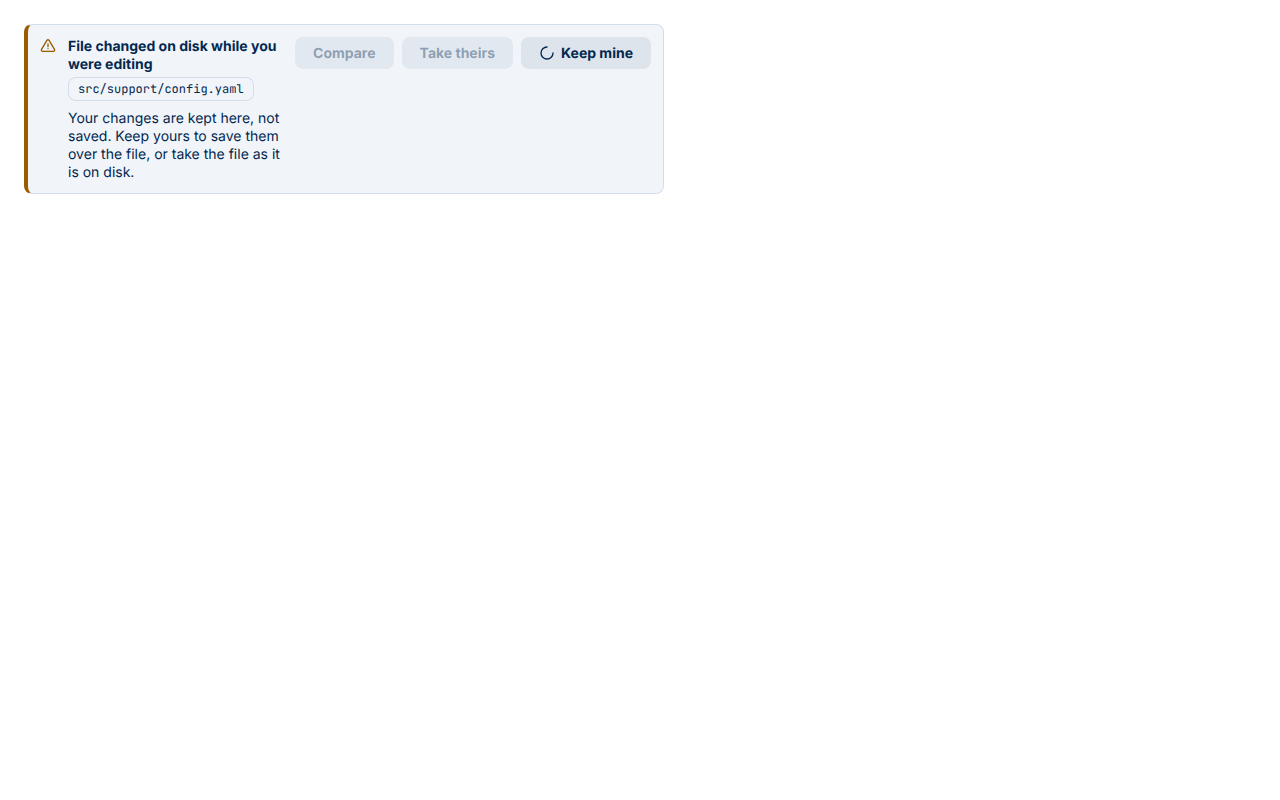 File changed on disk while you
were editing
src/support/config.yaml
Your changes are kept here, not
saved. Keep yours to save them
over the file, or take the file as it
is on disk.
Compare
Take theirs
Keep mine